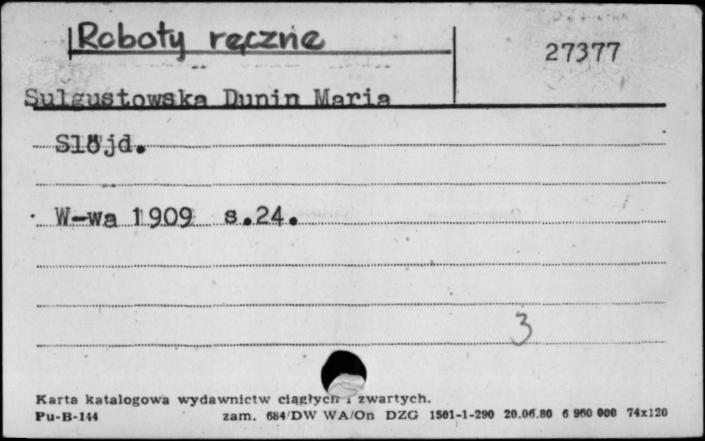 Roboty ręczne
27377
Sulgustowska Dunin Maria
Slöjd.
W-wa 1909 s.24.
3
Karta katalogowa wydawnictw ciągłych i zwartych.
Pu-B-144 zam. 684/DW WA/On DZG 1581-1-290 20.06.80 6 960 000 74x120